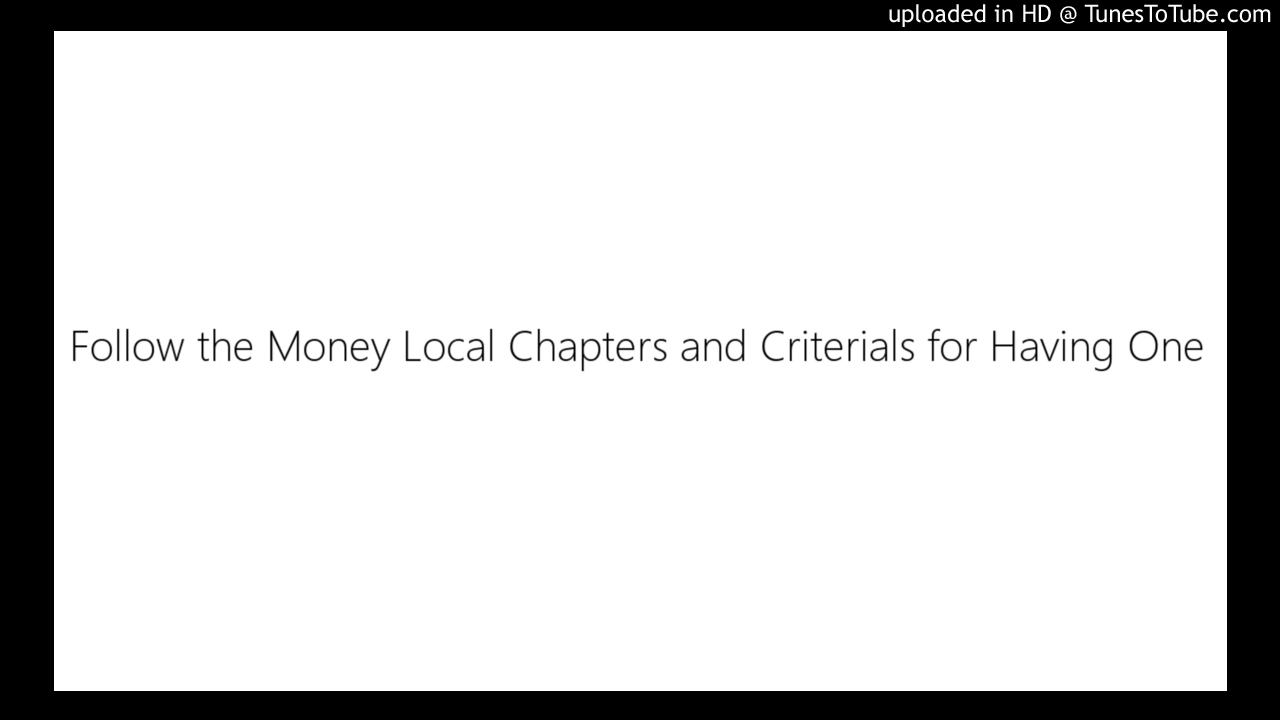 uploaded in HD @ TunesToTube.com
Follow the Money Local Chapters and Criterials for Having One